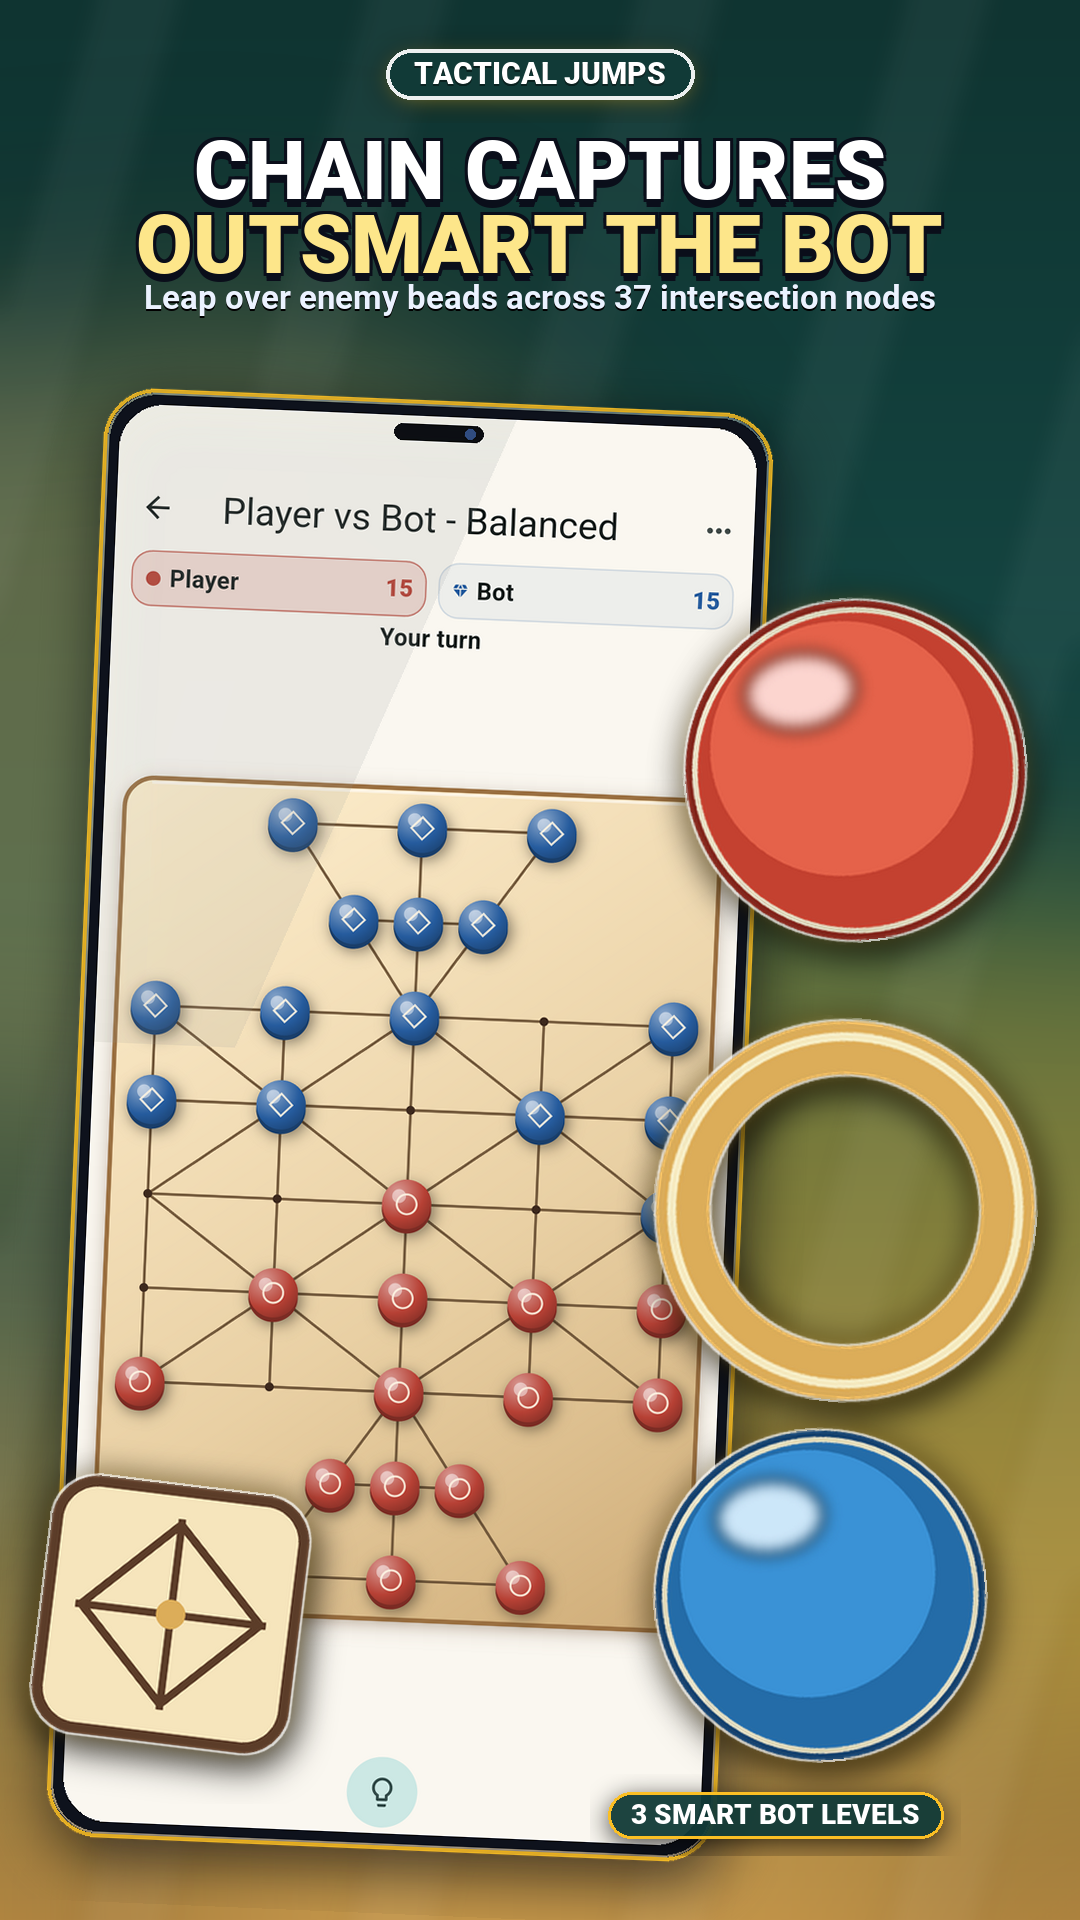 TACTICAL JUMPS
CHAIN CAPTURES
OUTSMART THE BOT
Leap over enemy beads across 37 intersection nodes
Player vs Bot - Balanced
Player 15
Bot 15
Your turn
3 SMART BOT LEVELS